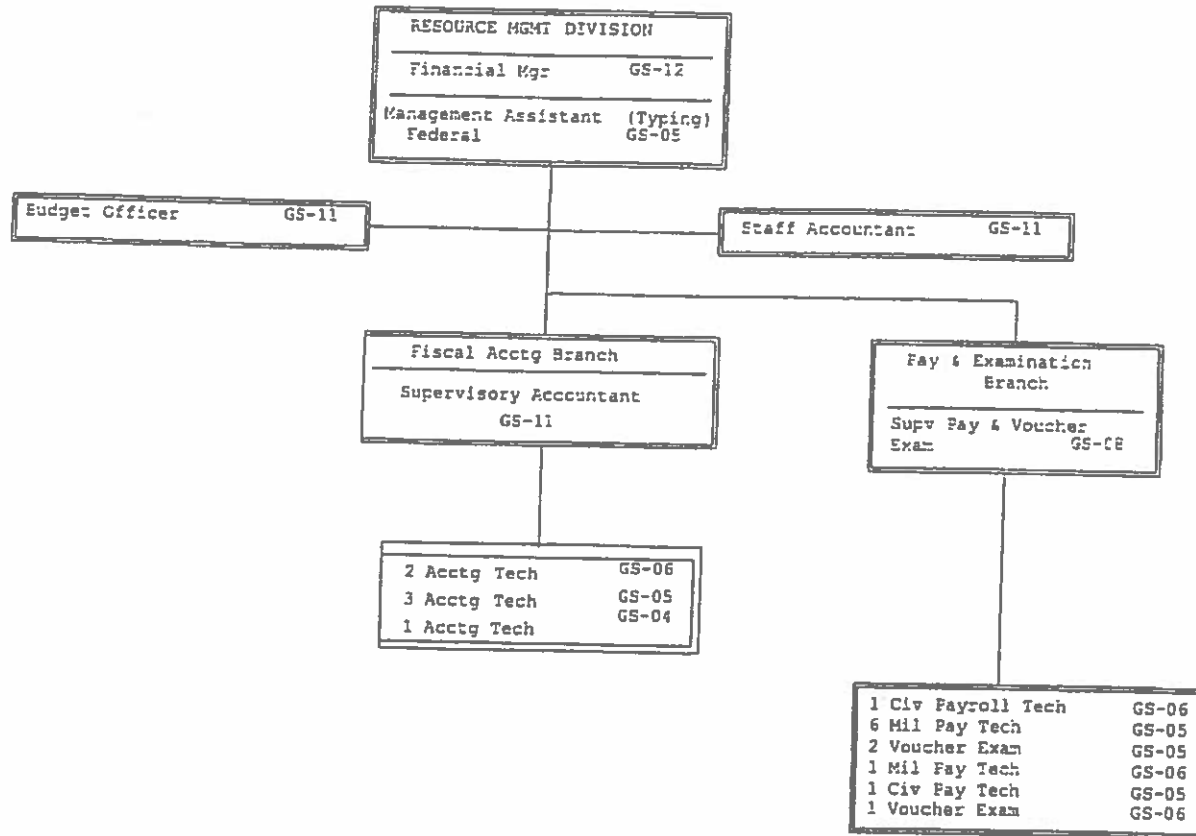 RESOURCE MGMT DIVISION
Financial Mgr GS-12
Management Assistant (Typing)
Federal GS-05
Budget Officer GS-11
Staff Accountant GS-11
Fiscal Acctg Branch
Supervisory Accountant
GS-11
Pay & Examination
Branch
Supv Pay & Voucher
Exam GS-08
2 Acctg Tech GS-06
3 Acctg Tech GS-05
1 Acctg Tech GS-04
1 Civ Payroll Tech GS-06
6 Mil Pay Tech GS-05
2 Voucher Exam GS-05
1 Mil Pay Tech GS-06
1 Civ Pay Tech GS-05
1 Voucher Exam GS-06